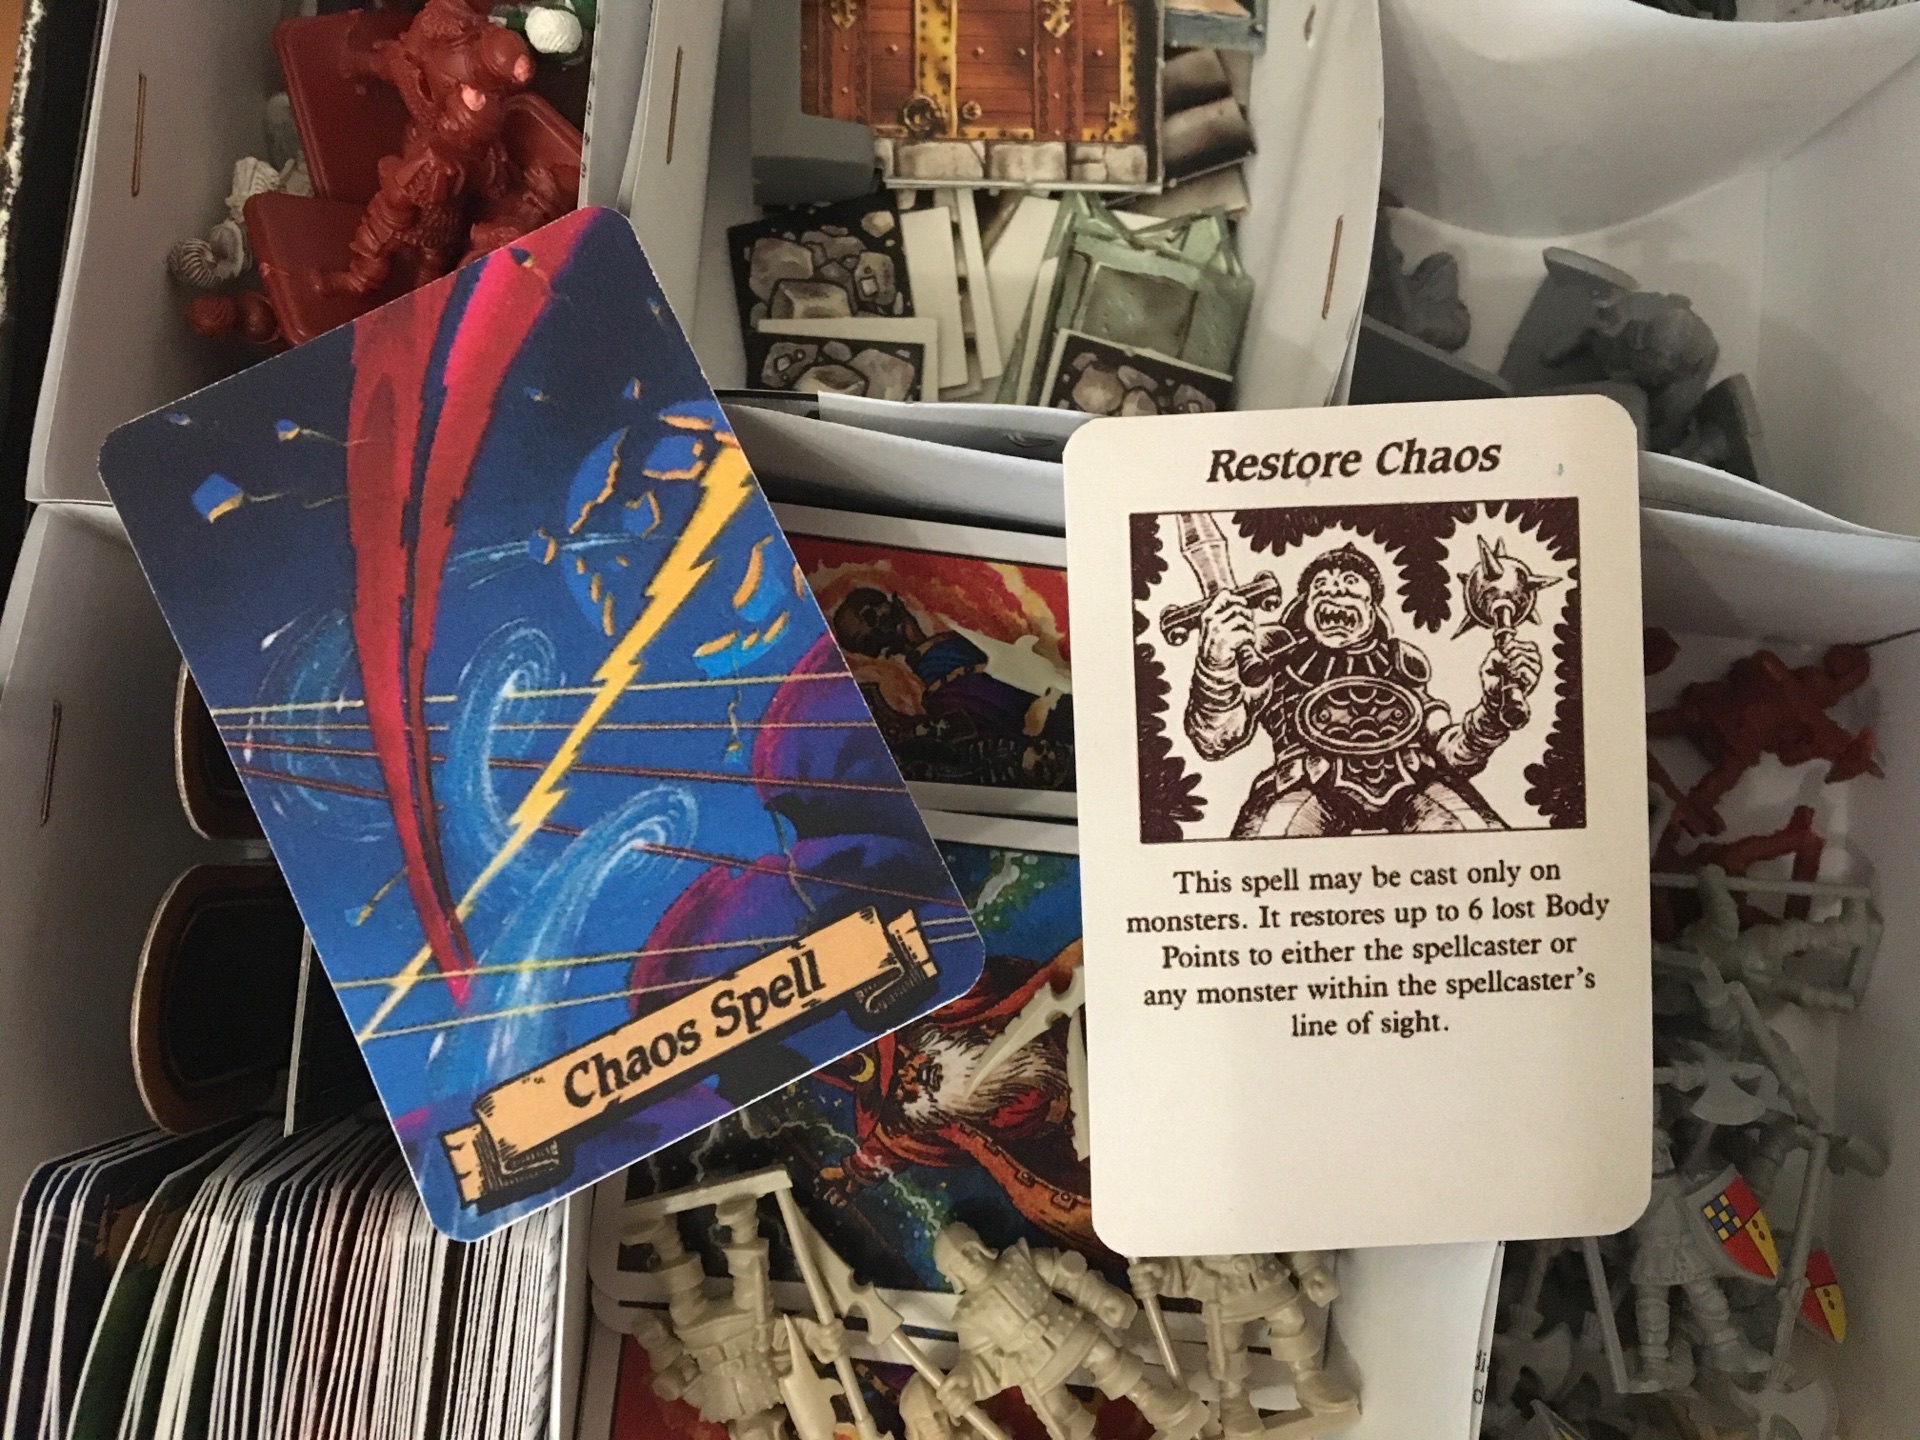 Chaos Spell
Restore Chaos
This spell may be cast only on
monsters. It restores up to 6 lost Body
Points to either the spellcaster or
any monster within the spellcaster's
line of sight.